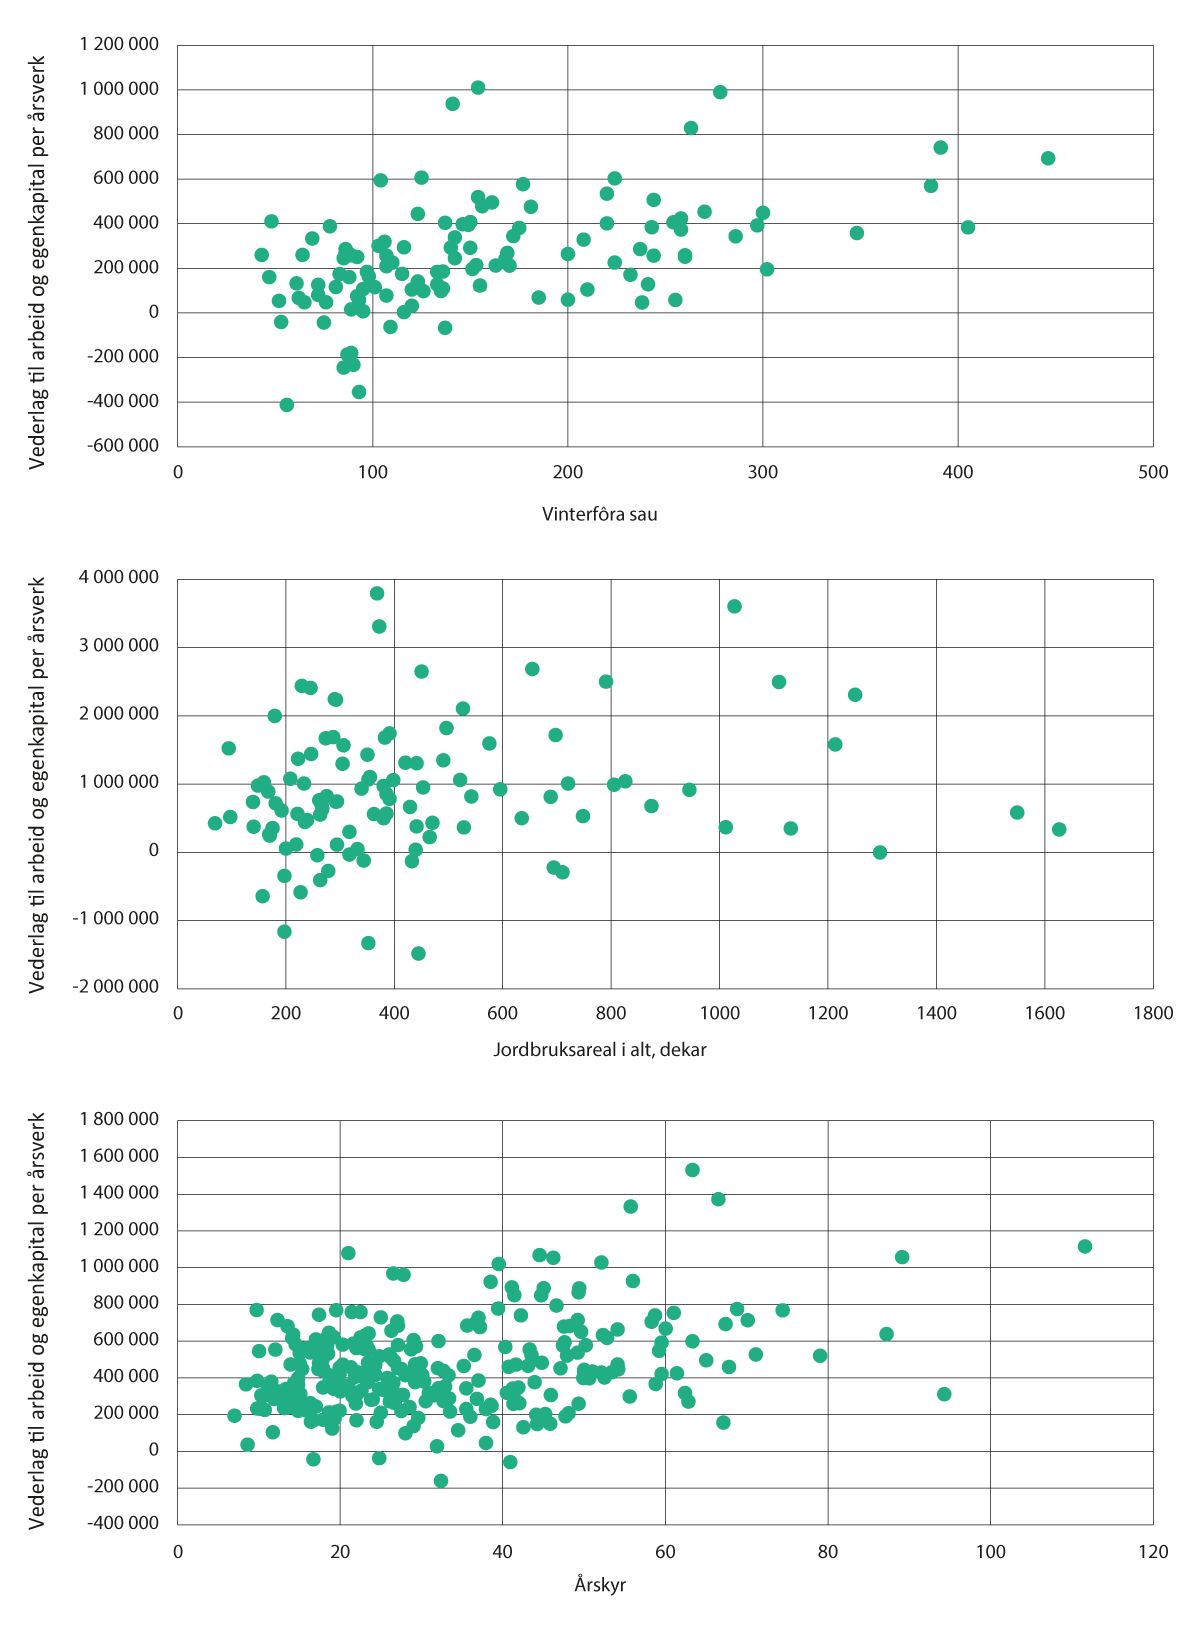 Vederlag til arbeid og egenkapital per årsverk
1 200 000
1 000 000
800 000
600 000
400 000
200 000
0
-200 000
-400 000
-600 000
0 100 200 300 400 500
Vinterfôra sau
Vederlag til arbeid og egenkapital per årsverk
4 000 000
3 000 000
2 000 000
1 000 000
0
-1 000 000
-2 000 000
0 200 400 600 800 1000 1200 1400 1600 1800
Jordbruksareal i alt, dekar
Vederlag til arbeid og egenkapital per årsverk
1 800 000
1 600 000
1 400 000
1 200 000
1 000 000
800 000
600 000
400 000
200 000
0
-200 000
-400 000
0 20 40 60 80 100 120
Årskyr